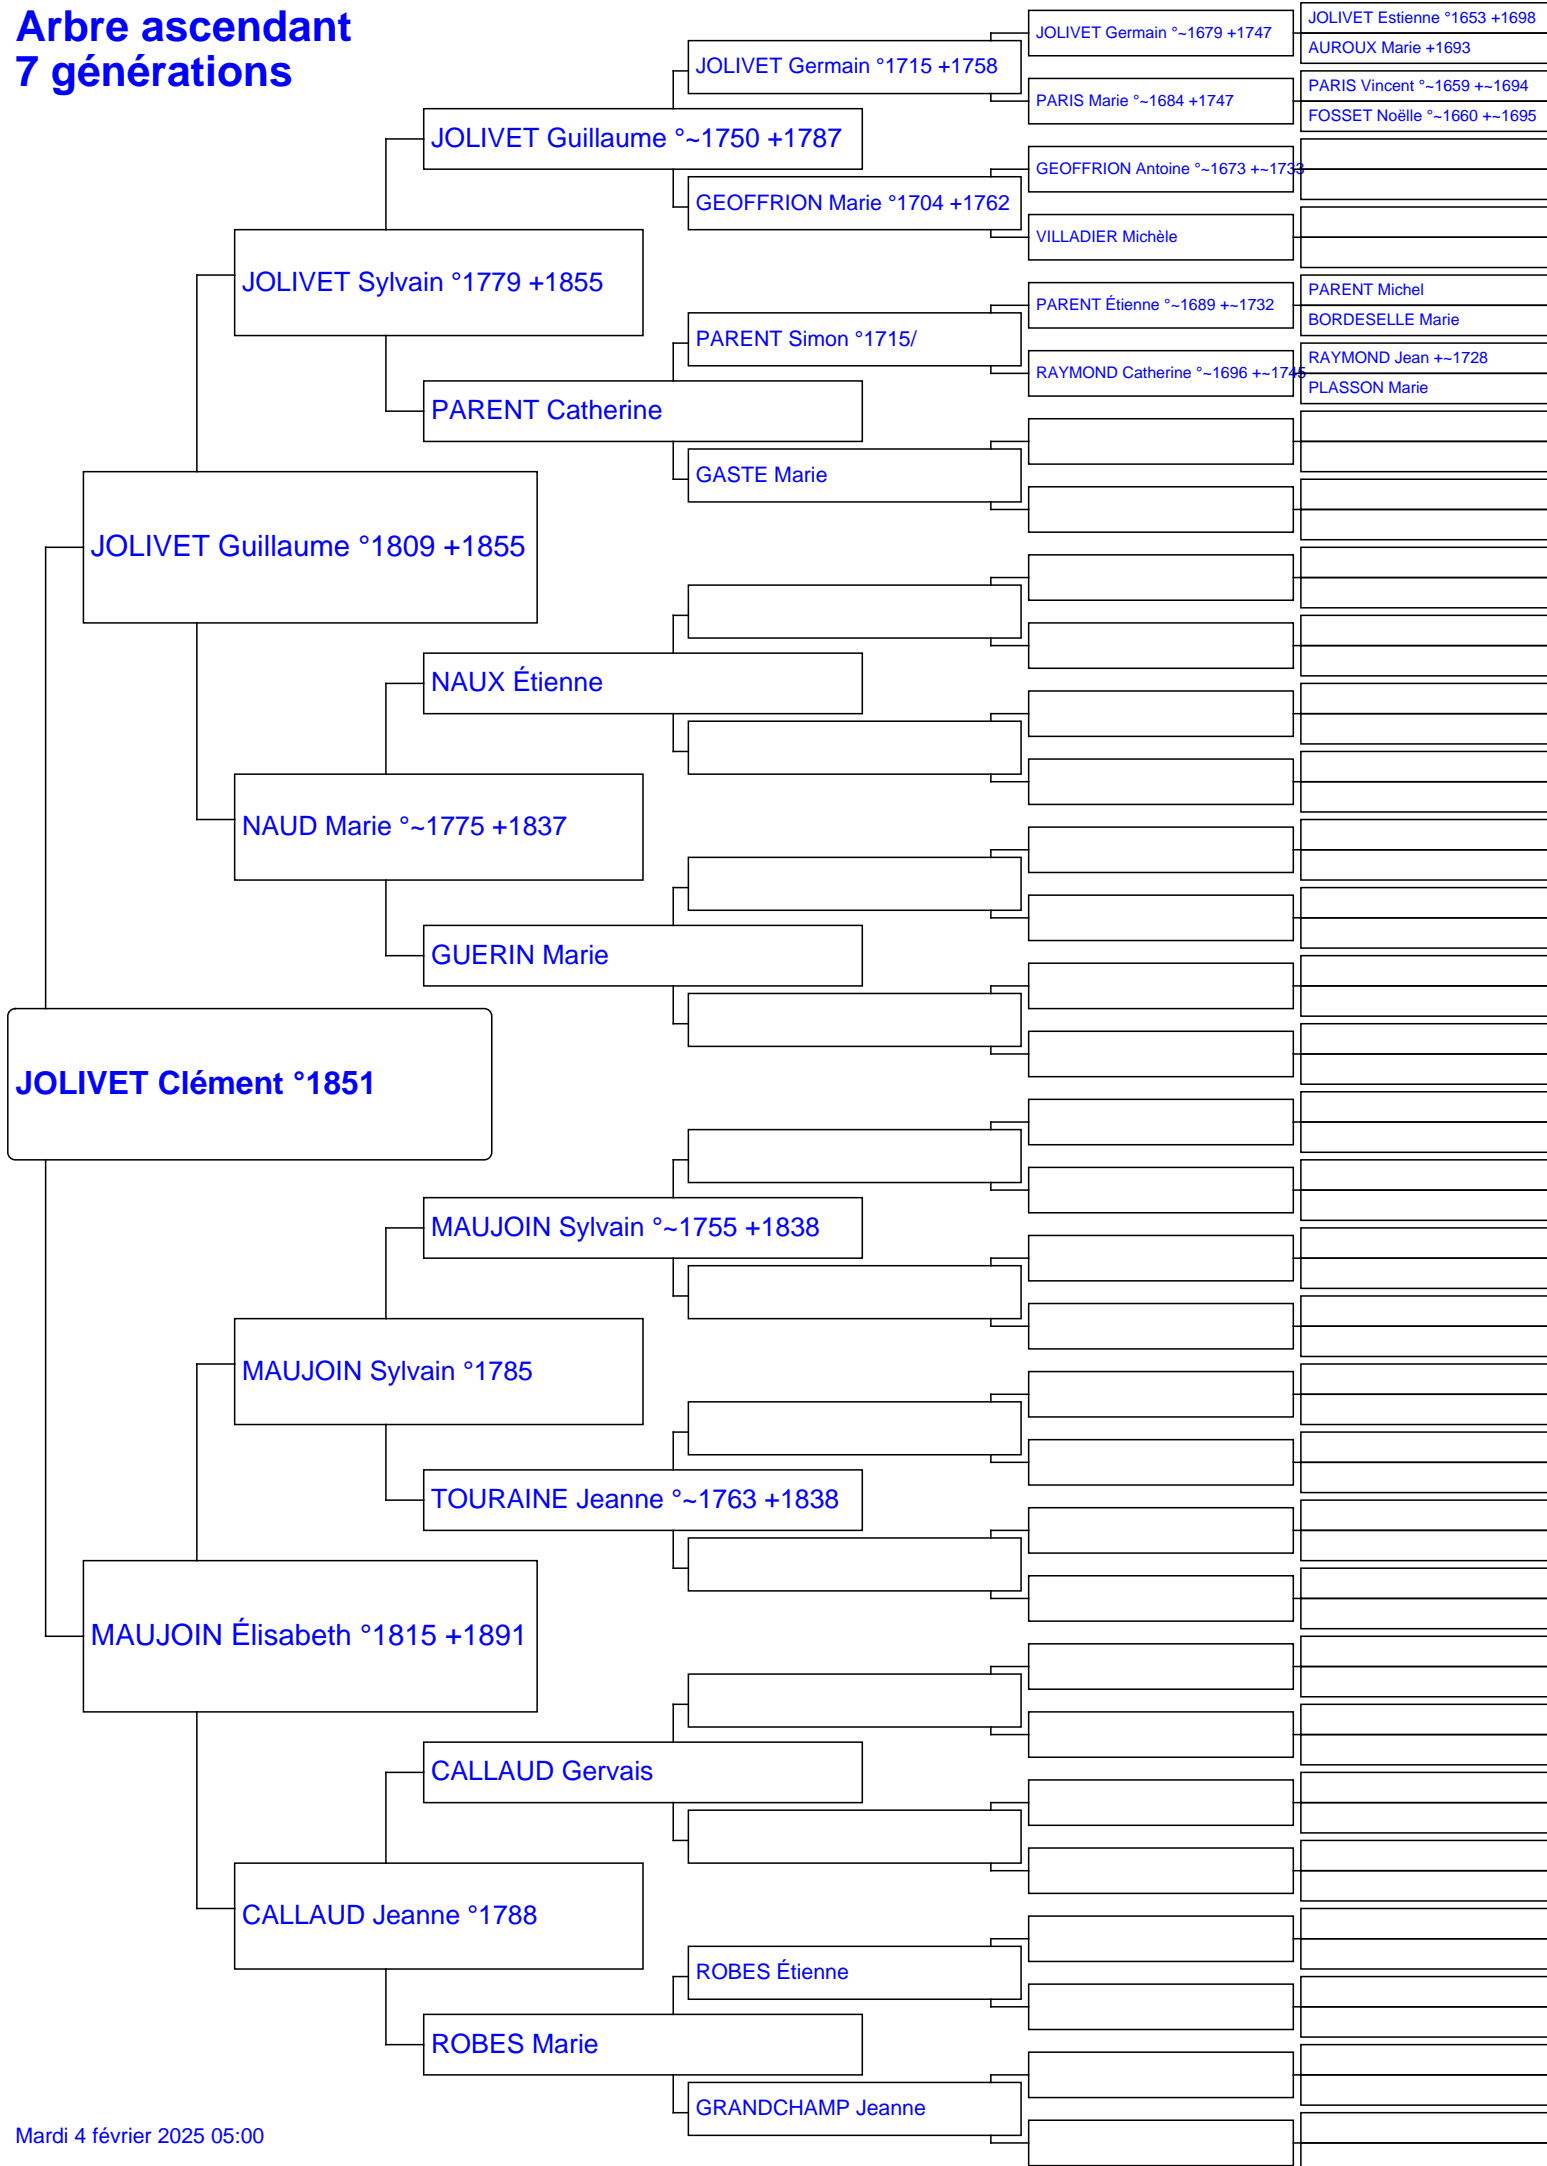 Arbre ascendant
7 générations
JOLIVET Clément °1851
JOLIVET Guillaume °1809 +1855
MAUJOIN Élisabeth °1815 +1891
JOLIVET Sylvain °1779 +1855
NAUD Marie °~1775 +1837
MAUJOIN Sylvain °1785
CALLAUD Jeanne °1788
JOLIVET Guillaume °~1750 +1787
PARENT Catherine
NAUX Étienne
GUERIN Marie
MAUJOIN Sylvain °~1755 +1838
TOURAINE Jeanne °~1763 +1838
CALLAUD Gervais
ROBES Marie
JOLIVET Germain °1715 +1758
GEOFFRION Marie °1704 +1762
PARENT Simon °1715/
GASTE Marie
ROBES Étienne
GRANDCHAMP Jeanne
JOLIVET Germain °~1679 +1747
PARIS Marie °~1684 +1747
GEOFFRION Antoine °~1673 +~1733
VILLADIER Michèle
PARENT Étienne °~1689 +~1732
RAYMOND Catherine °~1696 +~1745
JOLIVET Estienne °1653 +1698
AUROUX Marie +1693
PARIS Vincent °~1659 +~1694
FOSSET Noëlle °~1660 +~1695
PARENT Michel
BORDESELLE Marie
RAYMOND Jean +~1728
PLASSON Marie
Mardi 4 février 2025 05:00